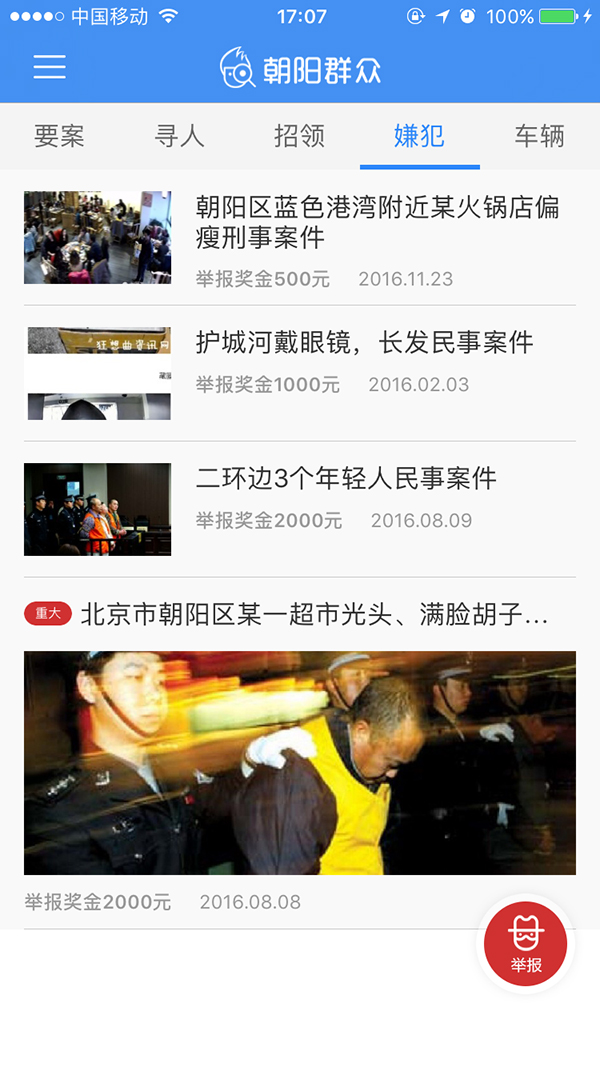 中国移动 17:07 100%
朝阳群众
要案 寻人 招领 嫌犯 车辆
朝阳区蓝色港湾附近某火锅店偏
瘦刑事案件
举报奖金500元 2016.11.23
狂想曲资讯网
护城河戴眼镜，长发民事案件
举报奖金1000元 2016.02.03
二环边3个年轻人民事案件
举报奖金2000元 2016.08.09
重大 北京市朝阳区某一超市光头、满脸胡子...
举报奖金2000元 2016.08.08
举报